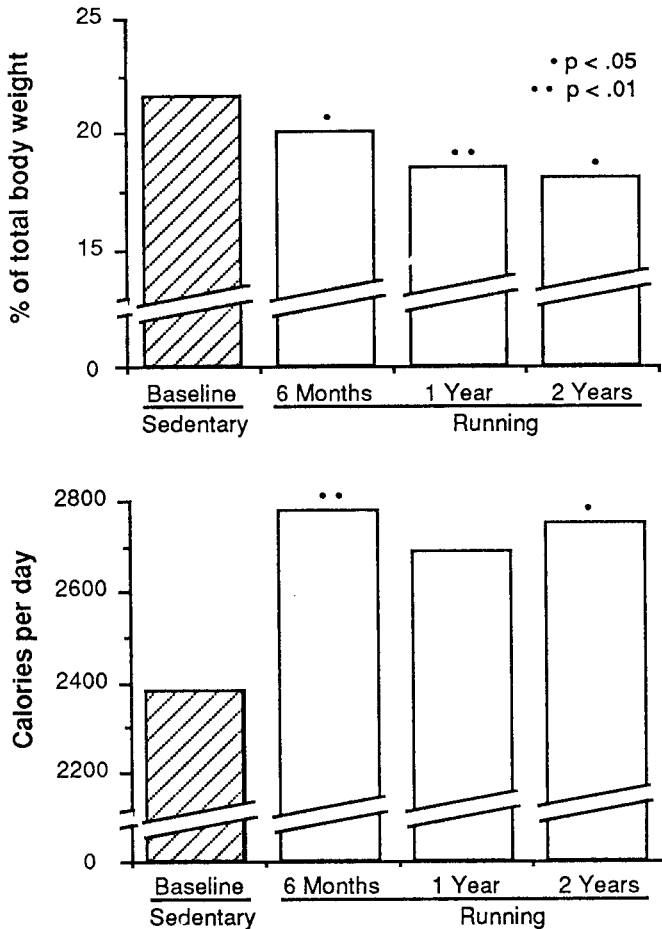 25
• p < .05
•• p < .01
20
15
0
% of total body weight
•
••
•
Baseline 6 Months 1 Year 2 Years
Sedentary Running
2800
2600
2400
2200
0
Calories per day
••
•
Baseline 6 Months 1 Year 2 Years
Sedentary Running